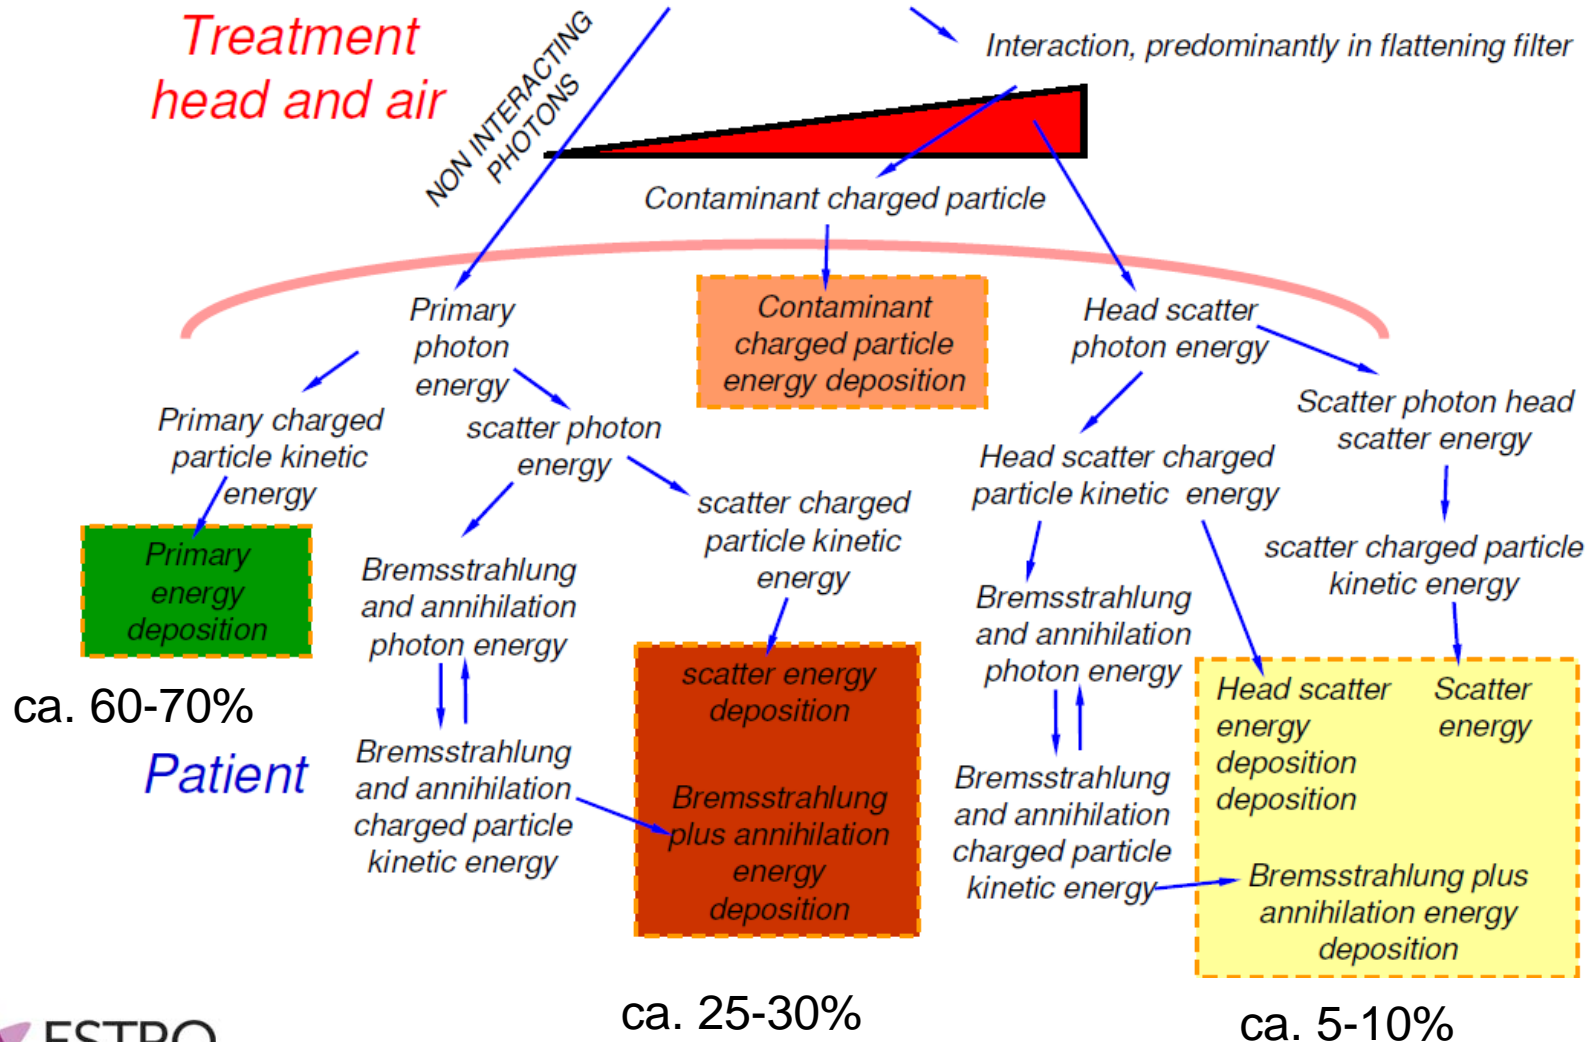 Treatment
head and air
NON INTERACTING
PHOTONS
Interaction, predominantly in flattening filter
Contaminant charged particle
Primary
photon
energy
Contaminant
charged particle
energy deposition
Head scatter
photon energy
Primary charged
particle kinetic
energy
scatter photon
energy
Scatter photon head
scatter energy
Head scatter charged
particle kinetic energy
scatter charged
particle kinetic
energy
Primary
energy
deposition
ca. 60-70%
Bremsstrahlung
and annihilation
photon energy
scatter charged particle
kinetic energy
Bremsstrahlung
and annihilation
photon energy
scatter energy
deposition
Head scatter
energy
deposition
deposition
Scatter
energy
Patient
Bremsstrahlung
and annihilation
charged particle
kinetic energy
Bremsstrahlung
plus annihilation
energy
deposition
Bremsstrahlung
and annihilation
charged particle
kinetic energy
Bremsstrahlung plus
annihilation energy
deposition
ca. 25-30%
ca. 5-10%
ESTRO